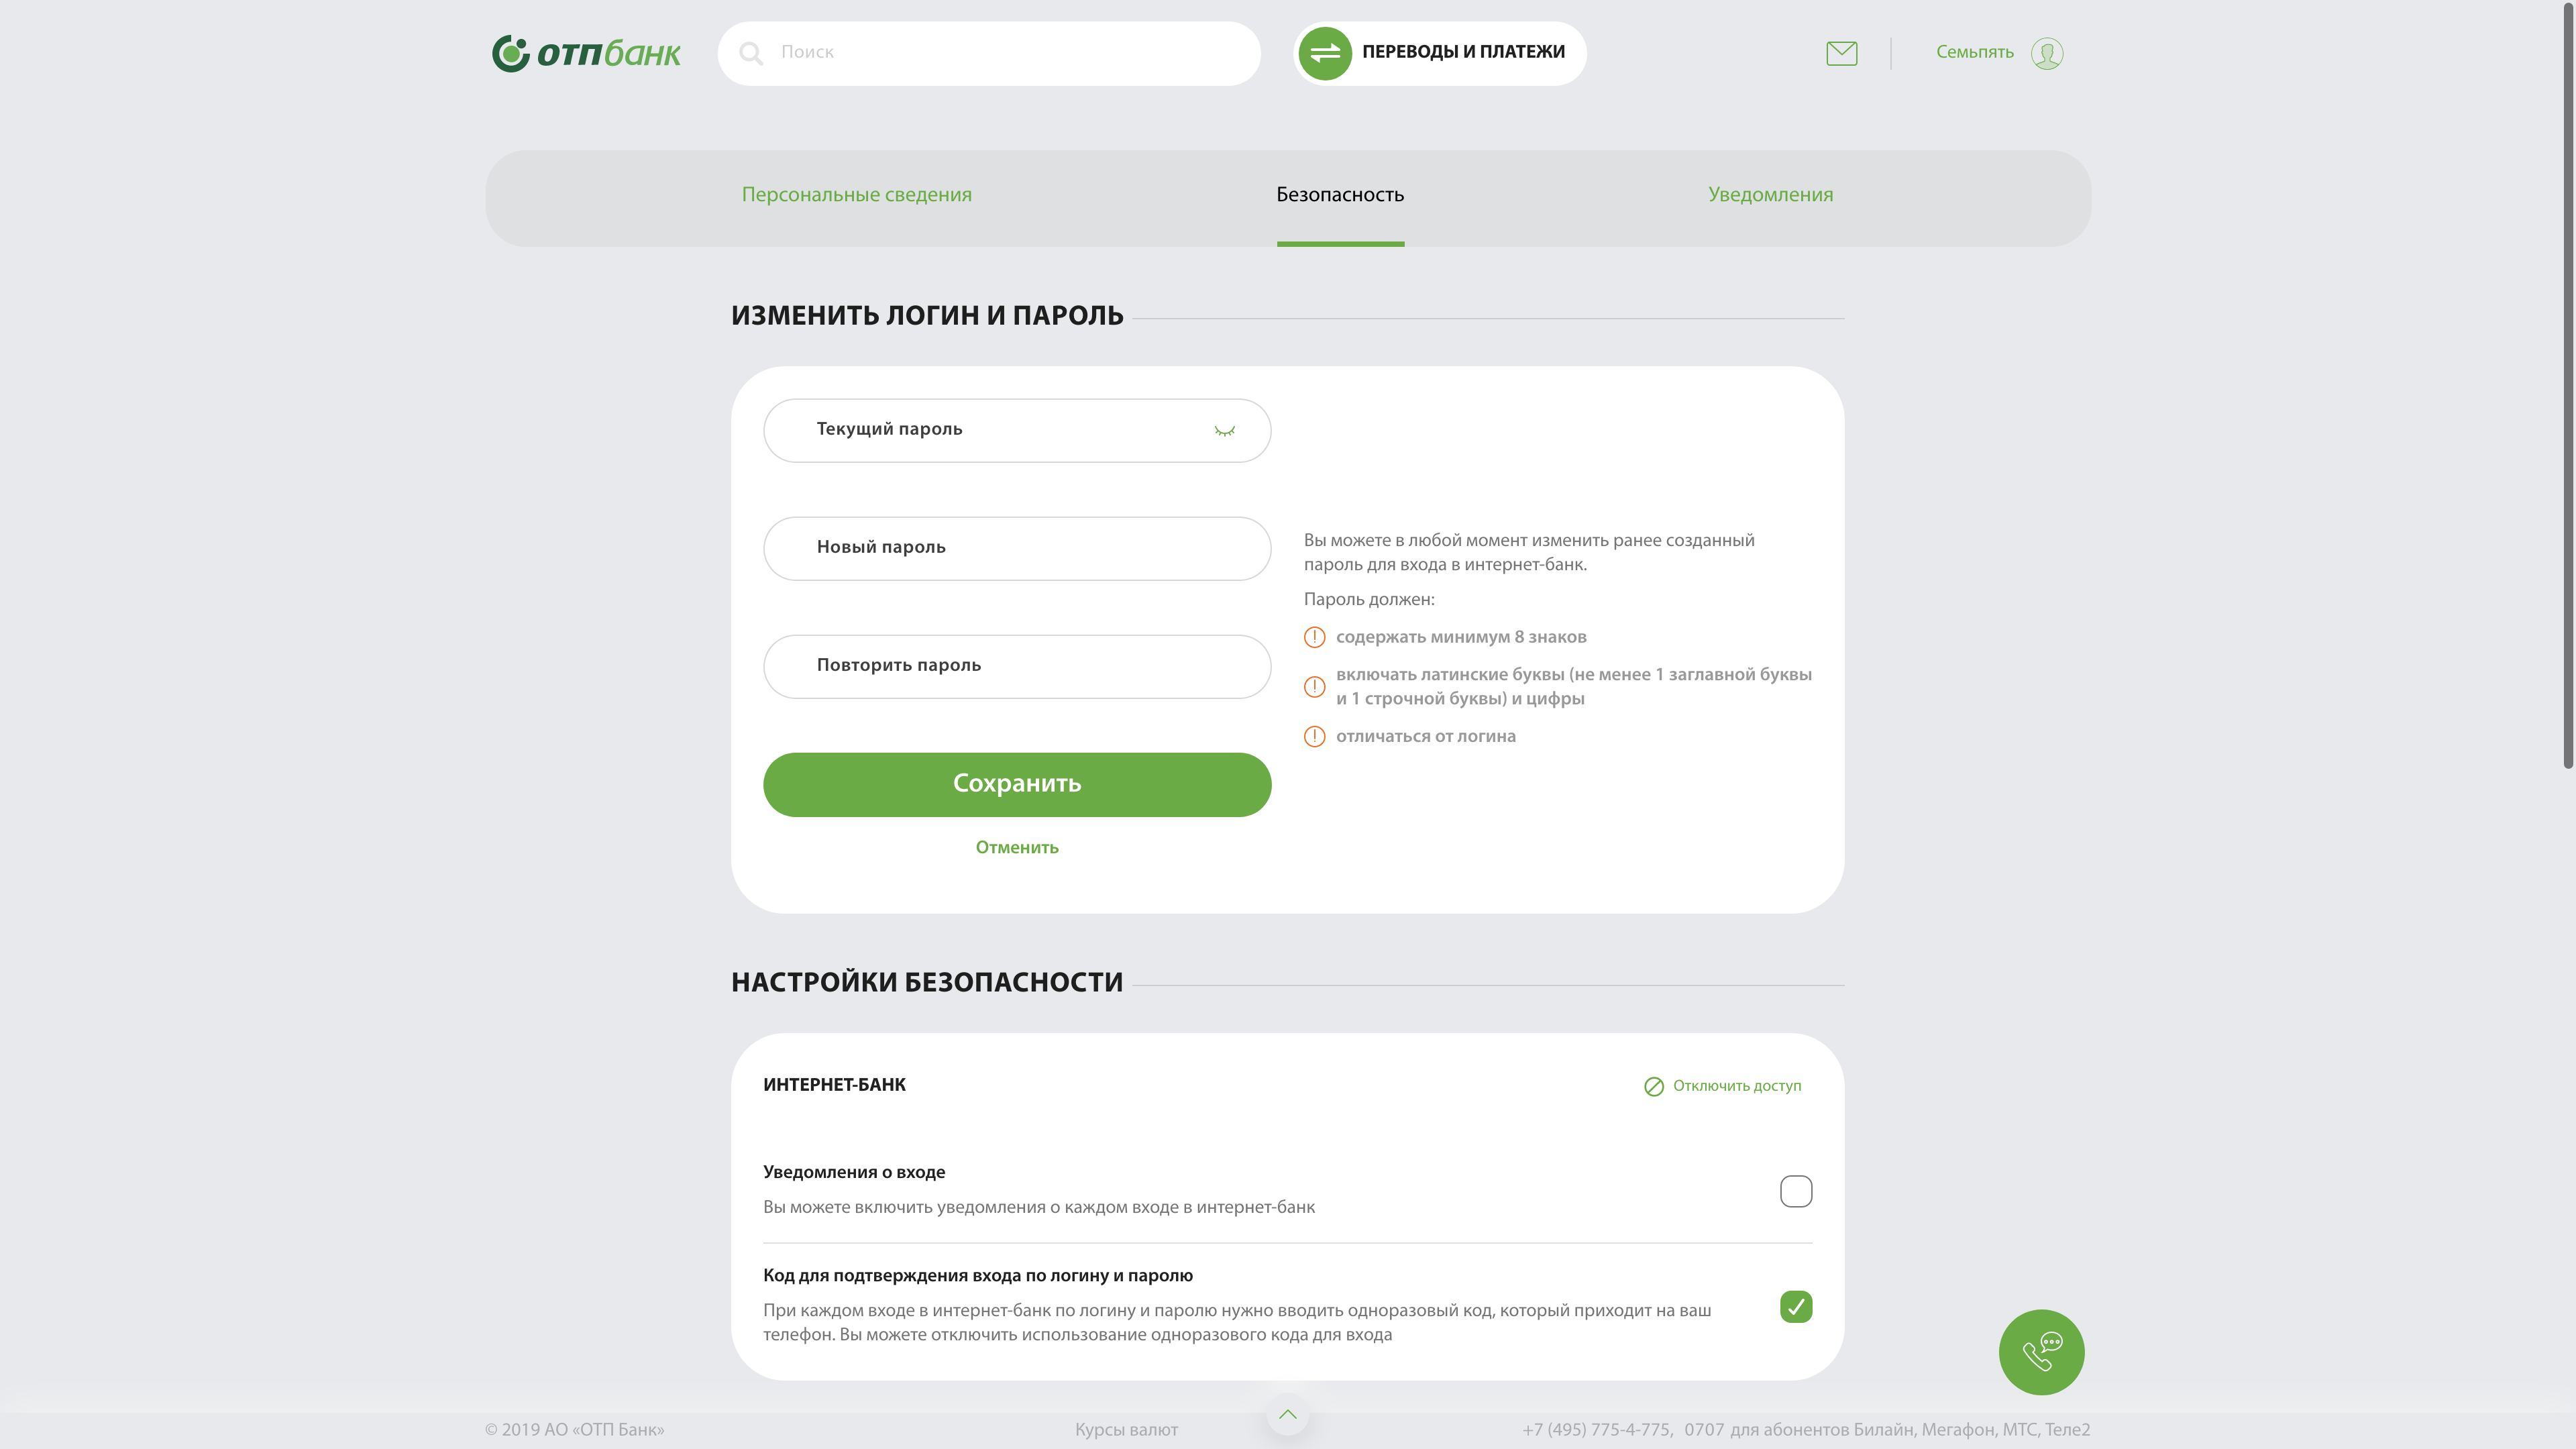 отпбанк
Поиск
ПЕРЕВОДЫ И ПЛАТЕЖИ
Семьпять
Персональные сведения
Безопасность
Уведомления
ИЗМЕНИТЬ ЛОГИН И ПАРОЛЬ
Текущий пароль
Новый пароль
Повторить пароль
Сохранить
Отменить
Вы можете в любой момент изменить ранее созданный
пароль для входа в интернет-банк.
Пароль должен:
содержать минимум 8 знаков
включать латинские буквы (не менее 1 заглавной буквы
и 1 строчной буквы) и цифры
отличаться от логина
НАСТРОЙКИ БЕЗОПАСНОСТИ
ИНТЕРНЕТ-БАНК
Отключить доступ
Уведомления о входе
Вы можете включить уведомления о каждом входе в интернет-банк
Код для подтверждения входа по логину и паролю
При каждом входе в интернет-банк по логину и паролю нужно вводить одноразовый код, который приходит на ваш
телефон. Вы можете отключить использование одноразового кода для входа
© 2019 АО «ОТП Банк»
Курсы валют
+7 (495) 775-4-775, 0707 для абонентов Билайн, Мегафон, МТС, Теле2